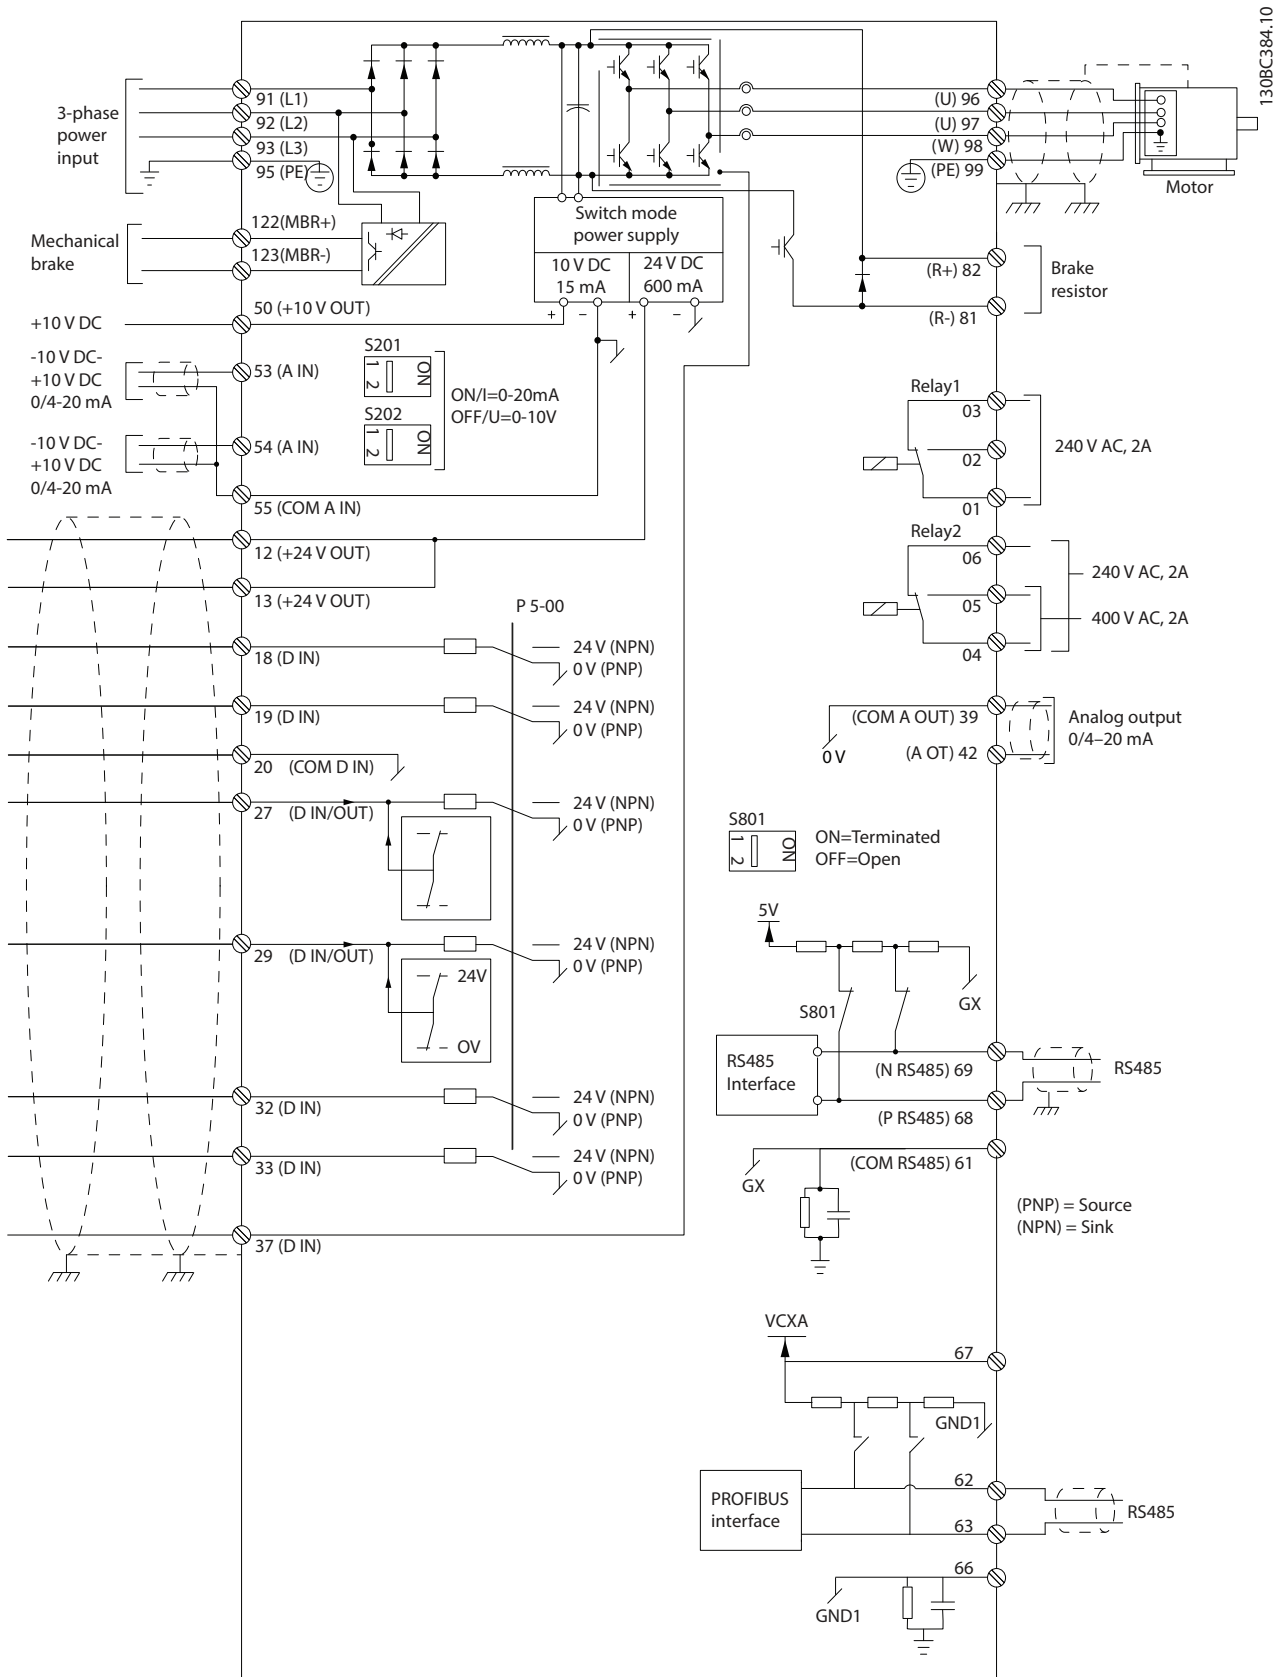 130BC384.10
3-phase
power
input
91 (L1)
92 (L2)
93 (L3)
95 (PE)
(U) 96
(U) 97
(W) 98
(PE) 99
Motor
Switch mode
power supply
10 V DC
15 mA
24 V DC
600 mA
+ − + −
Mechanical
brake
122(MBR+)
123(MBR-)
(R+) 82
(R-) 81
Brake
resistor
+10 V DC
50 (+10 V OUT)
-10 V DC-
+10 V DC
0/4-20 mA
53 (A IN)
S201
1 2 ON
S202
1 2 ON
ON/I=0-20mA
OFF/U=0-10V
-10 V DC-
+10 V DC
0/4-20 mA
54 (A IN)
55 (COM A IN)
Relay1
03
02
01
240 V AC, 2A
Relay2
06
05
04
240 V AC, 2A
400 V AC, 2A
12 (+24 V OUT)
13 (+24 V OUT)
P 5-00
18 (D IN)
24 V (NPN)
0 V (PNP)
19 (D IN)
24 V (NPN)
0 V (PNP)
20 (COM D IN)
27 (D IN/OUT)
24 V (NPN)
0 V (PNP)
29 (D IN/OUT)
24 V (NPN)
0 V (PNP)
24V
OV
32 (D IN)
24 V (NPN)
0 V (PNP)
33 (D IN)
24 V (NPN)
0 V (PNP)
37 (D IN)
(COM A OUT) 39
0 V
(A OT) 42
Analog output
0/4–20 mA
S801
1 2 ON
ON=Terminated
OFF=Open
5V
GX
S801
RS485
Interface
(N RS485) 69
(P RS485) 68
RS485
(COM RS485) 61
GX
(PNP) = Source
(NPN) = Sink
VCXA
67
GND1
PROFIBUS
interface
62
63
RS485
66
GND1